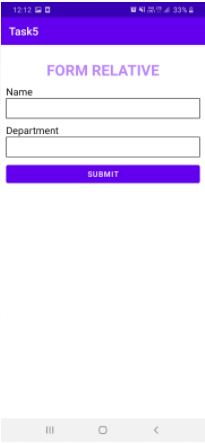 12:12 33%
Task5
FORM RELATIVE
Name
Department
SUBMIT